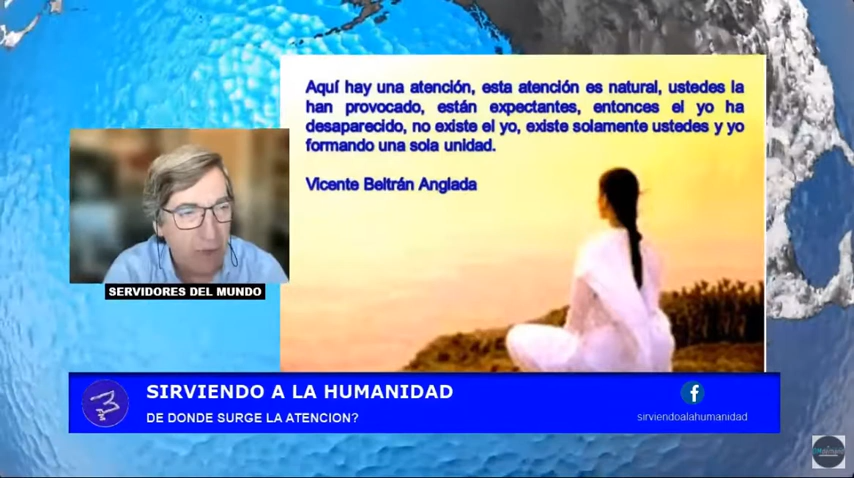 Aquí hay una atención, esta atención es natural, ustedes la
han provocado, están expectantes, entonces el yo ha
desaparecido, no existe el yo, existe solamente ustedes y yo
formando una sola unidad.
Vicente Beltrán Anglada
SERVIDORES DEL MUNDO
SIRVIENDO A LA HUMANIDAD
DE DONDE SURGE LA ATENCION?
f
sirviendoalahumanidad